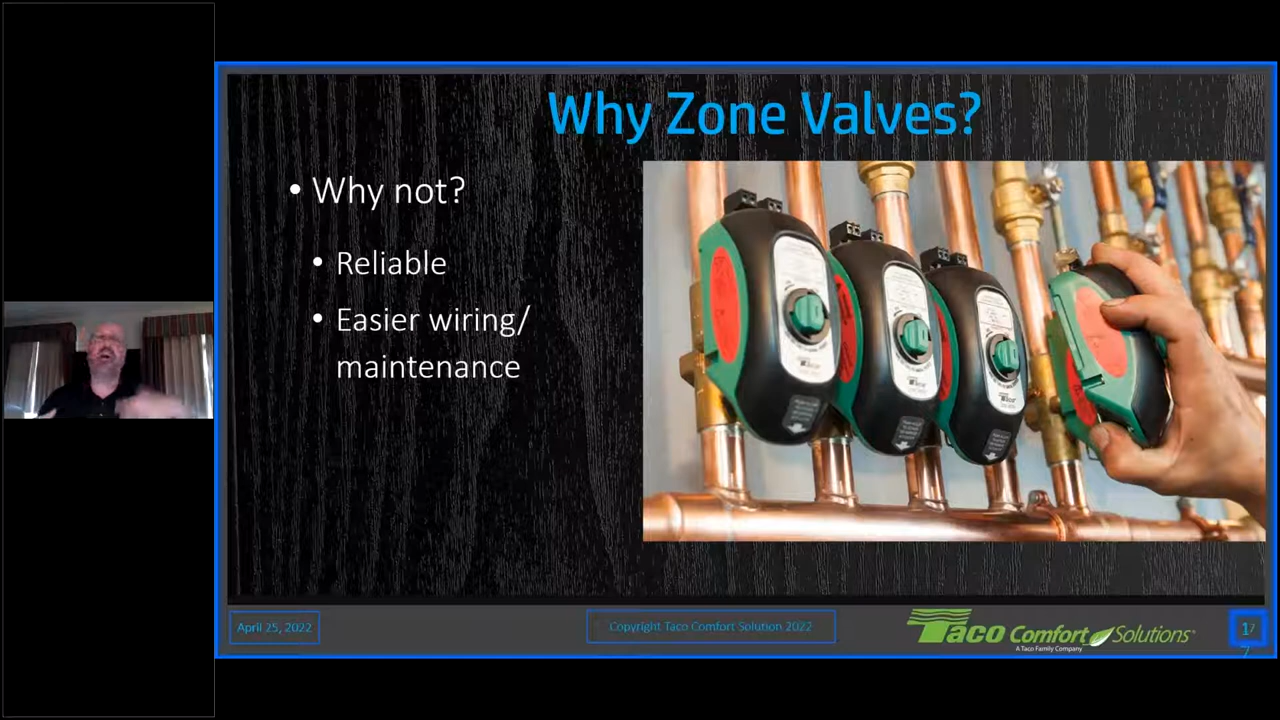 Why Zone Valves?
• Why not?
• Reliable
• Easier wiring/
maintenance
April 25, 2022
Copyright Taco Comfort Solution 2022
Taco Comfort Solutions®
A Taco Family Company
17
7